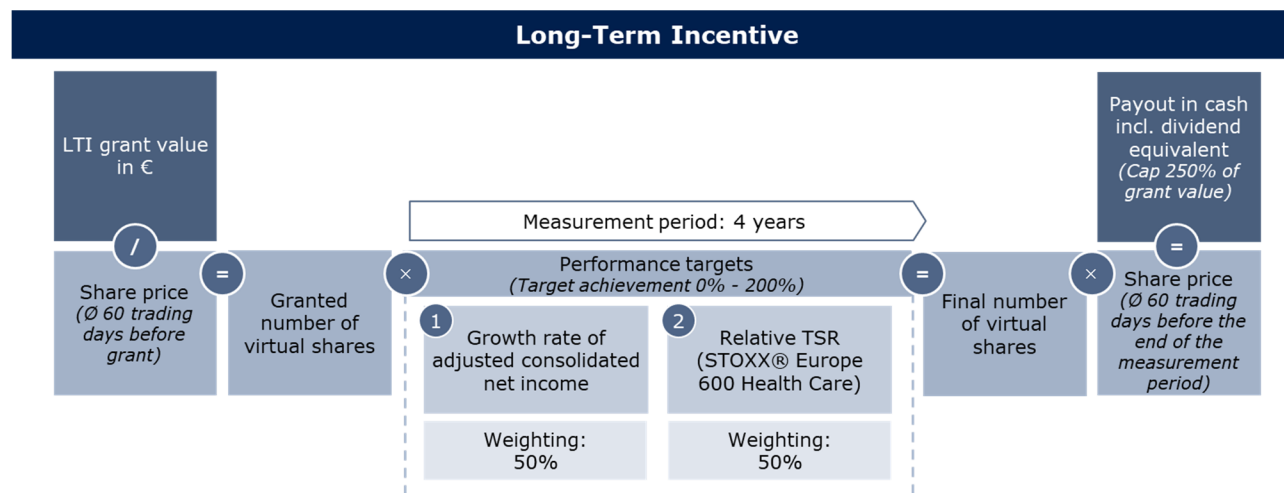 Long-Term Incentive
LTI grant value
in €
/
Share price
(Ø 60 trading
days before
grant)
=
Granted
number of
virtual shares
×
Measurement period: 4 years
Performance targets
(Target achievement 0% - 200%)
1
Growth rate of
adjusted consolidated
net income
Weighting:
50%
2
Relative TSR
(STOXX® Europe
600 Health Care)
Weighting:
50%
=
Final number
of virtual
shares
×
Share price
(Ø 60 trading
days before the
end of the
measurement
period)
=
Payout in cash
incl. dividend
equivalent
(Cap 250% of
grant value)